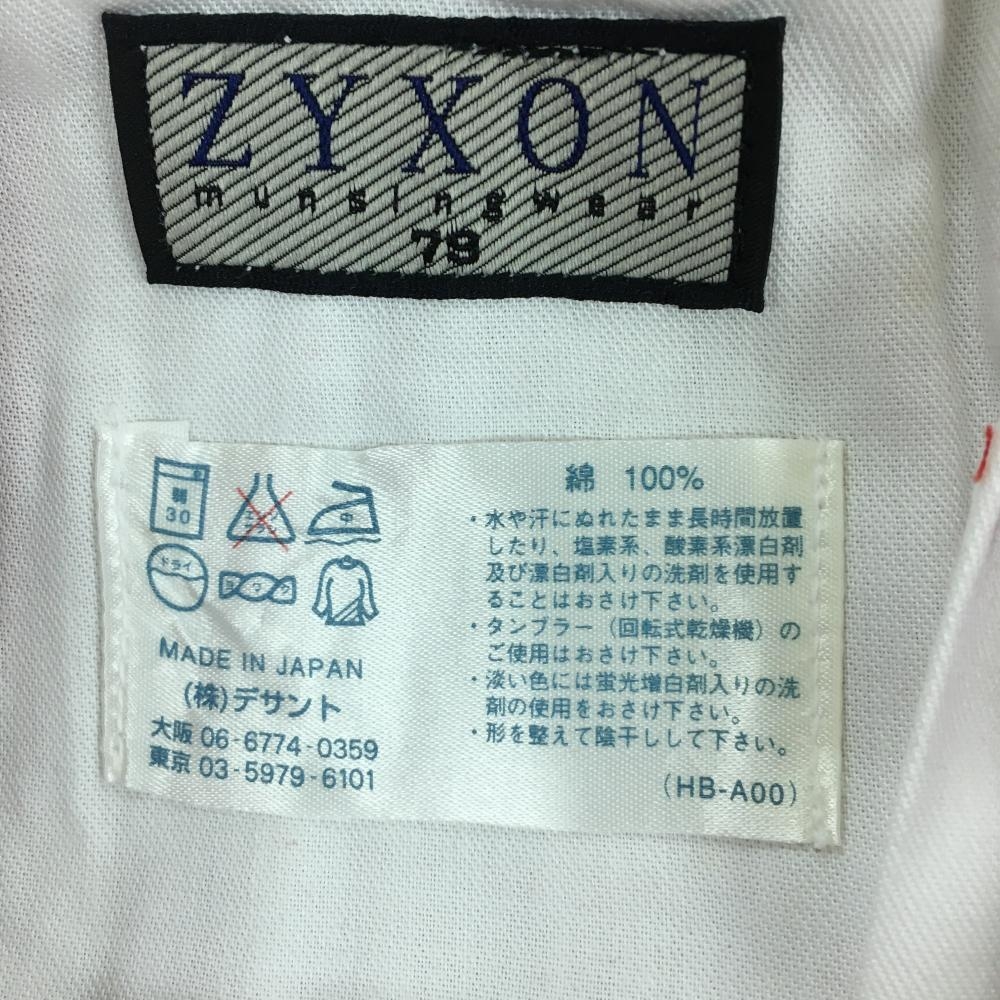 ZYXON
munsingwear
79
弱
30
エンソ
サラシ
中
ドライ
MADE IN JAPAN
(株)デサント
大阪 06-6774-0359
東京 03-5979-6101
綿 100%
・水や汗にぬれたまま長時間放置
したり、塩素系、酸素系漂白剤
及び漂白剤入りの洗剤を使用す
ることはおさけ下さい。
・タンブラー（回転式乾燥機）の
ご使用はおさけ下さい。
・淡い色には蛍光増白剤入りの洗
剤の使用をおさけ下さい。
・形を整えて陰干しして下さい。
(HB-A00)